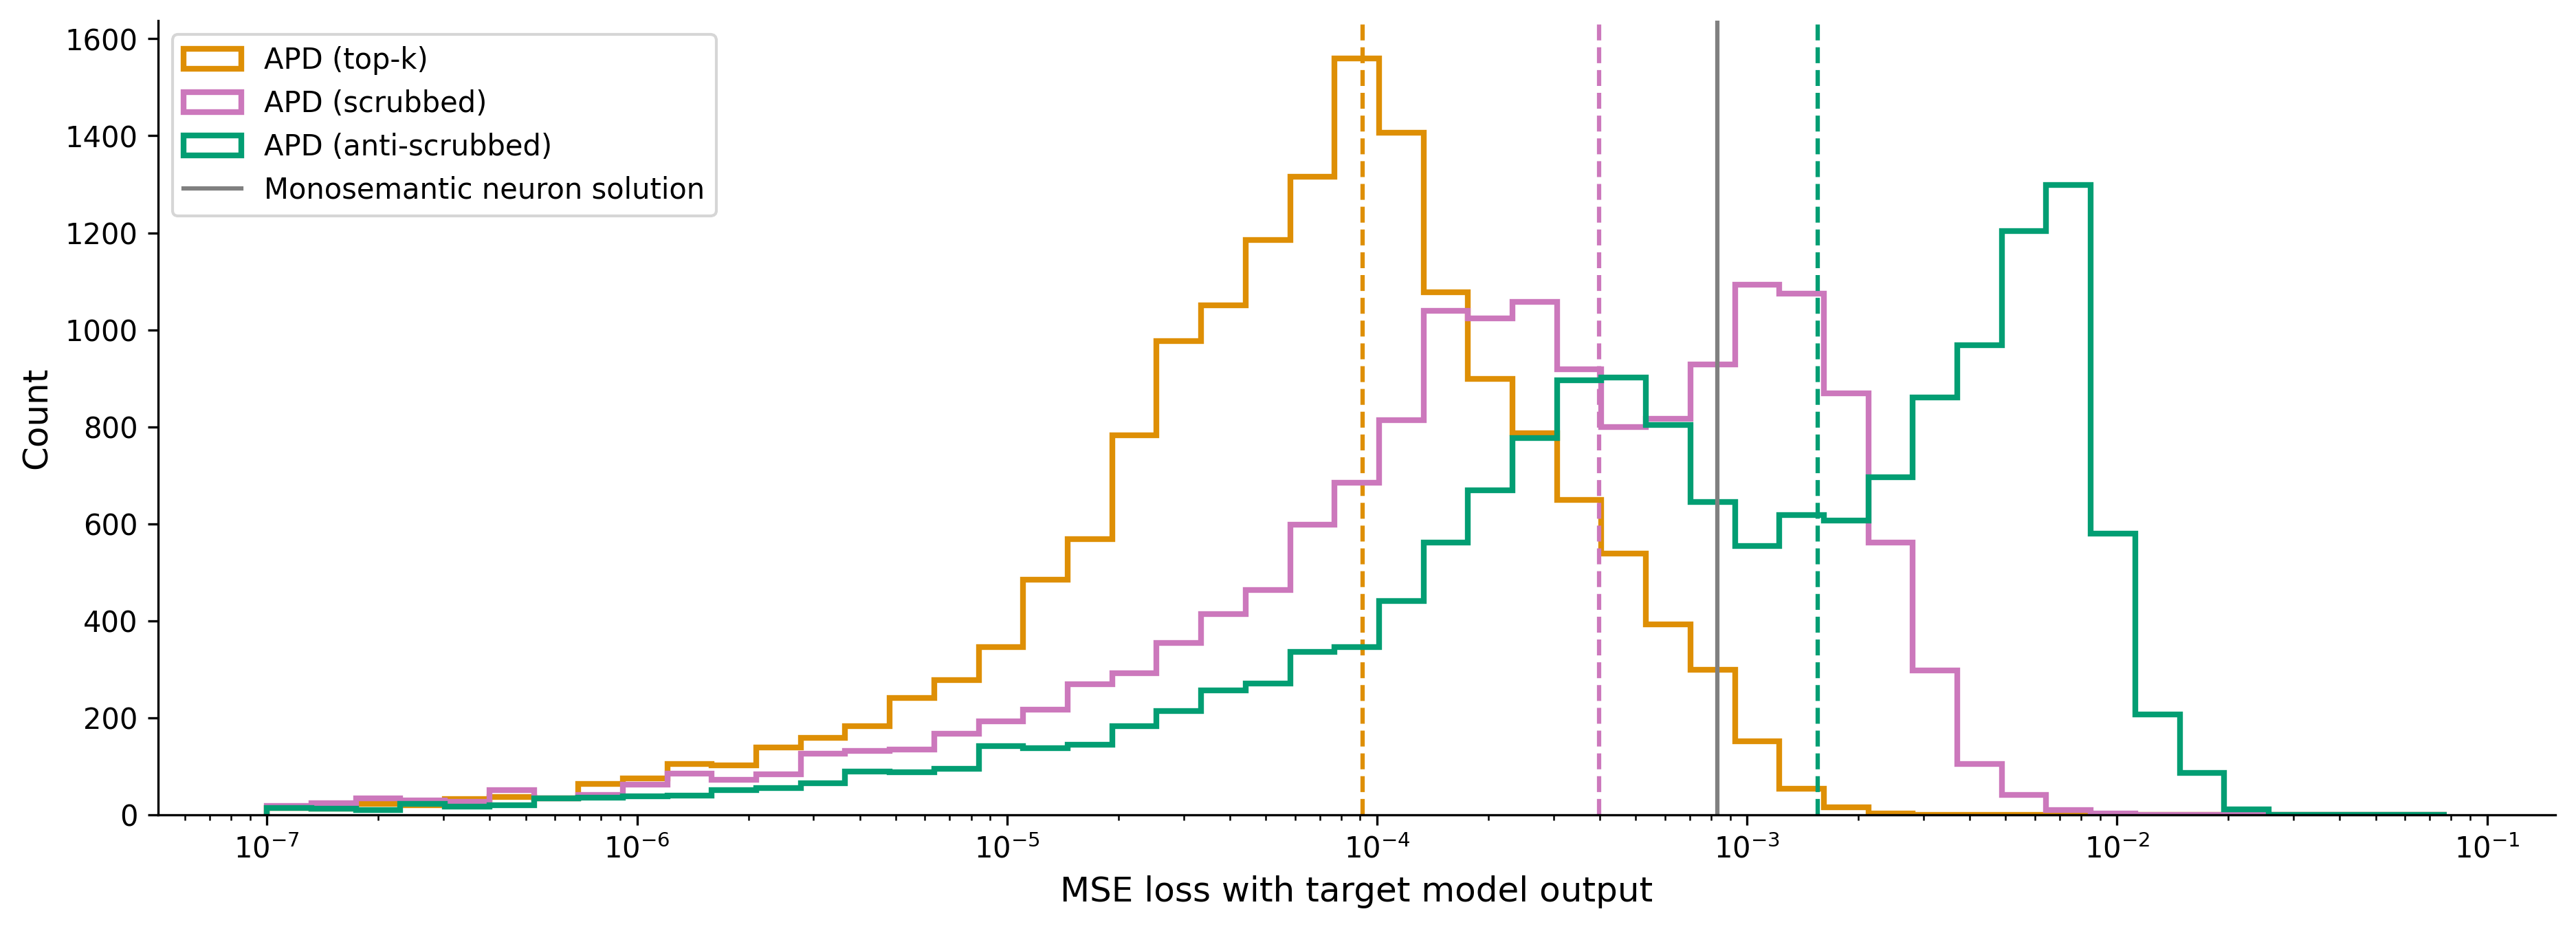 APD (top-k)
APD (scrubbed)
APD (anti-scrubbed)
Monosemantic neuron solution
Count
1600
1400
1200
1000
800
600
400
200
0
10⁻⁷ 10⁻⁶ 10⁻⁵ 10⁻⁴ 10⁻³ 10⁻² 10⁻¹
MSE loss with target model output